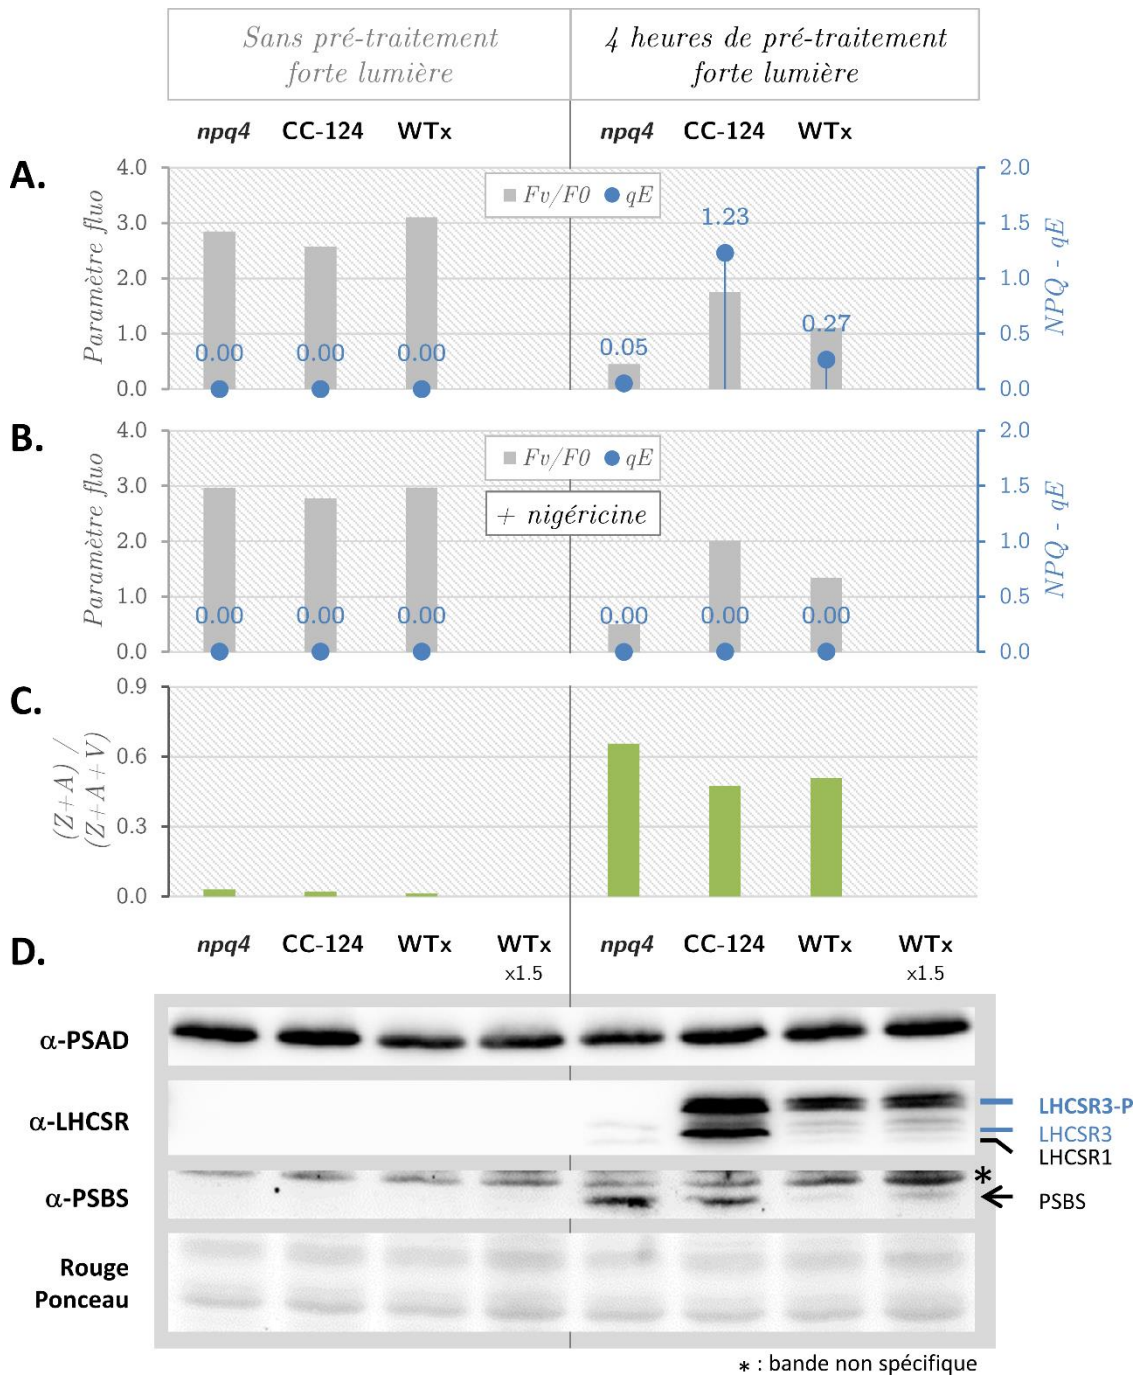 Sans pré-traitement
forte lumière
4 heures de pré-traitement
forte lumière
npq4 CC-124 WTx npq4 CC-124 WTx
A.
Paramètre fluo
4.0
3.0
2.0
1.0
0.0
Fv/F0 qE
0.00 0.00 0.00 0.05 1.23 0.27
2.0
1.5
1.0
0.5
0.0
NPQ - qE
B.
Paramètre fluo
4.0
3.0
2.0
1.0
0.0
Fv/F0 qE
+ nigéricine
0.00 0.00 0.00 0.00 0.00 0.00
2.0
1.5
1.0
0.5
0.0
NPQ - qE
C.
(Z+A) /
(Z+A+V)
0.9
0.6
0.3
0.0
D.
npq4 CC-124 WTx WTx npq4 CC-124 WTx WTx
x1.5 x1.5
α-PSAD
α-LHCSR
LHCSR3-P
LHCSR3
LHCSR1
α-PSBS
*
PSBS
Rouge
Ponceau
* : bande non spécifique